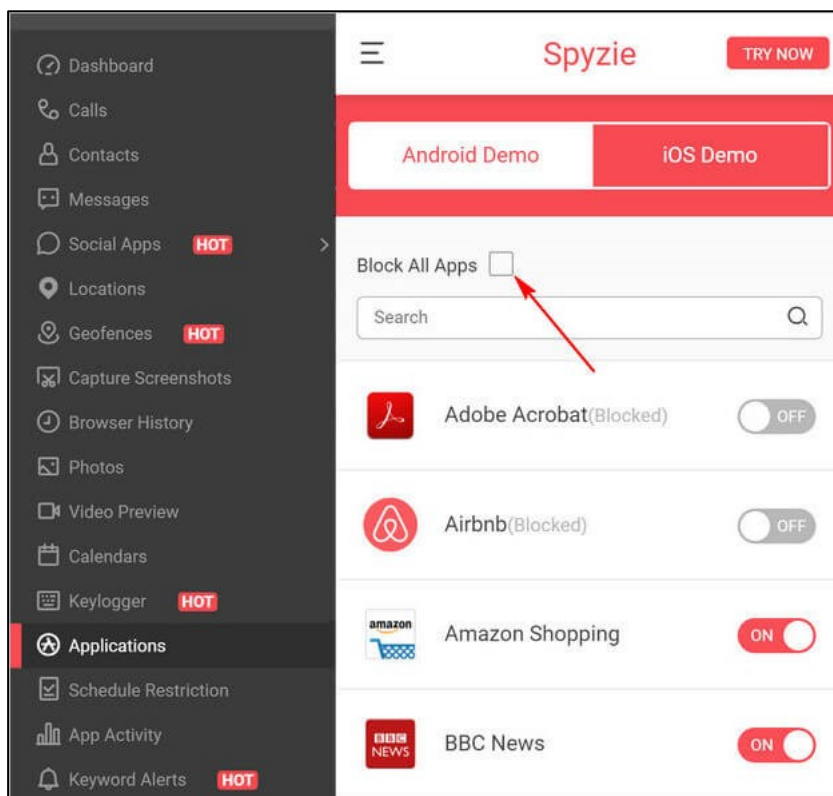 Dashboard
Calls
Contacts
Messages
Social Apps HOT
Locations
Geofences HOT
Capture Screenshots
Browser History
Photos
Video Preview
Calendars
Keylogger HOT
Applications
Schedule Restriction
App Activity
Keyword Alerts HOT
Spyzie TRY NOW
Android Demo iOS Demo
Block All Apps
Search
Adobe Acrobat(Blocked) OFF
Airbnb(Blocked) OFF
amazon
Amazon Shopping ON
BBC
NEWS
BBC News ON